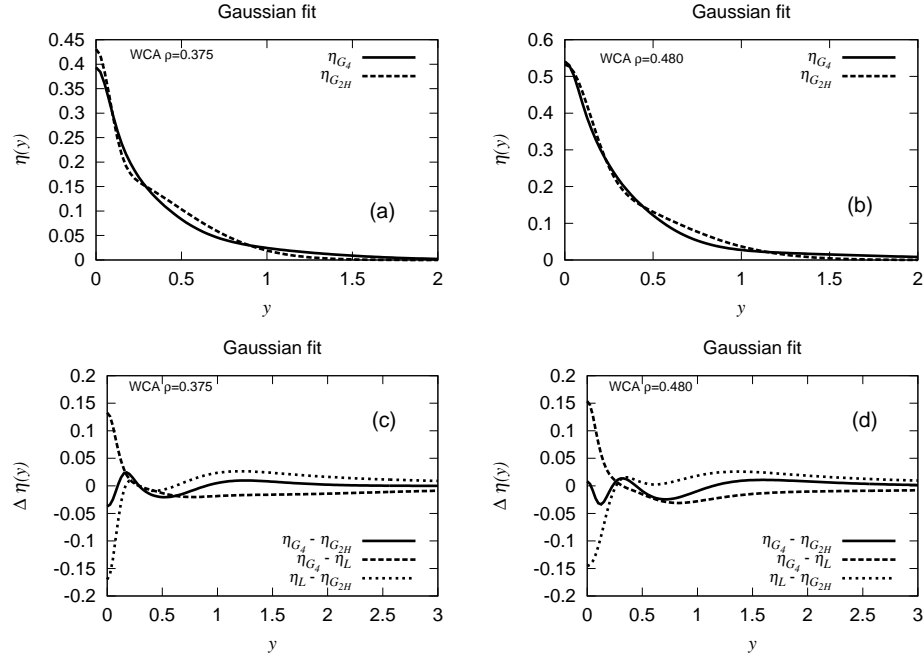 Gaussian fit
WCA ρ=0.375
η_{G_4}
η_{G_{2H}}
(a)
η(y)
0.45
0.4
0.35
0.3
0.25
0.2
0.15
0.1
0.05
0
0 0.5 1 1.5 2
y
Gaussian fit
WCA ρ=0.480
η_{G_4}
η_{G_{2H}}
(b)
η(y)
0.6
0.5
0.4
0.3
0.2
0.1
0
0 0.5 1 1.5 2
y
Gaussian fit
WCA ρ=0.375
(c)
Δ η(y)
0.2
0.15
0.1
0.05
0
-0.05
-0.1
-0.15
-0.2
η_{G_4} - η_{G_{2H}}
η_{G_4} - η_L
η_L - η_{G_{2H}}
0 0.5 1 1.5 2 2.5 3
y
Gaussian fit
WCA ρ=0.480
(d)
Δ η(y)
0.2
0.15
0.1
0.05
0
-0.05
-0.1
-0.15
-0.2
η_{G_4} - η_{G_{2H}}
η_{G_4} - η_L
η_L - η_{G_{2H}}
0 0.5 1 1.5 2 2.5 3
y